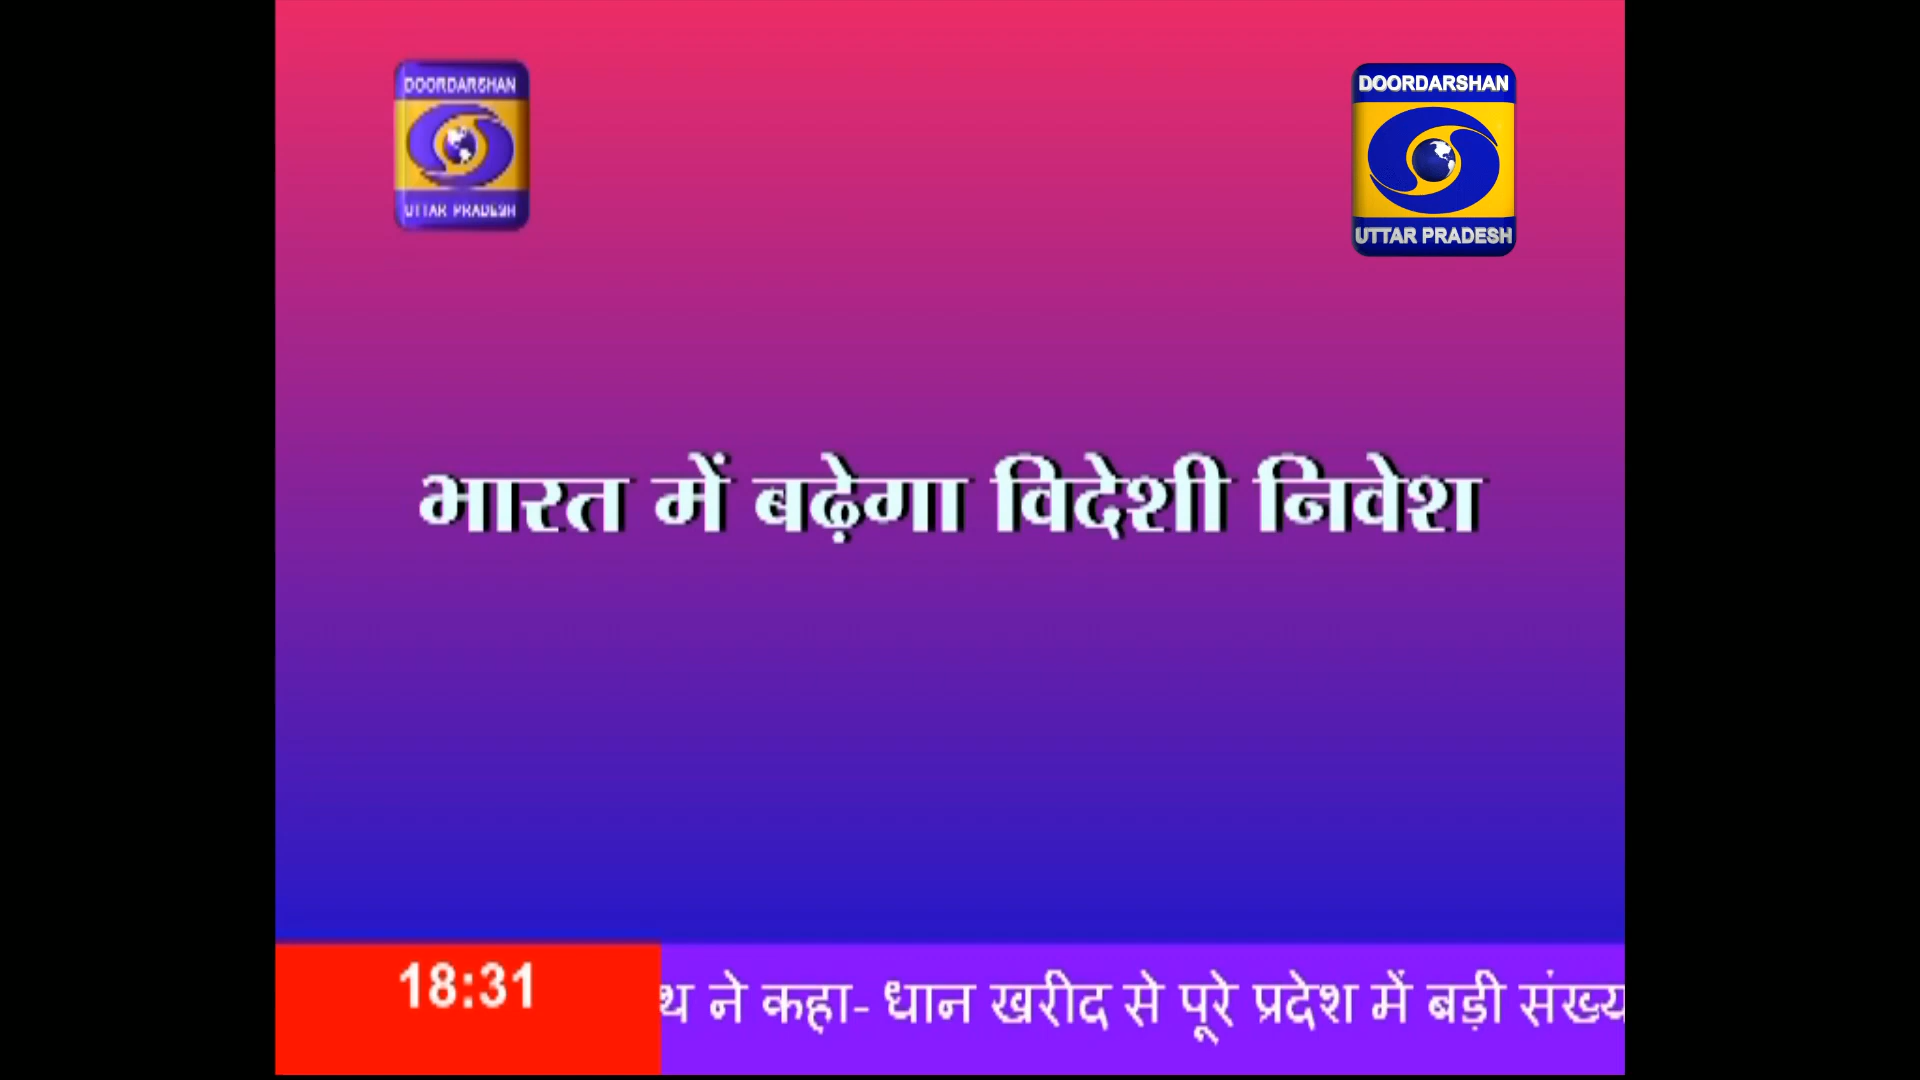 DOORDARSHAN
UTTAR PRADESH
DOORDARSHAN
UTTAR PRADESH
भारत में बढ़ेगा विदेशी निवेश
18:31
थ ने कहा- धान खरीद से पूरे प्रदेश में बड़ी संख्य